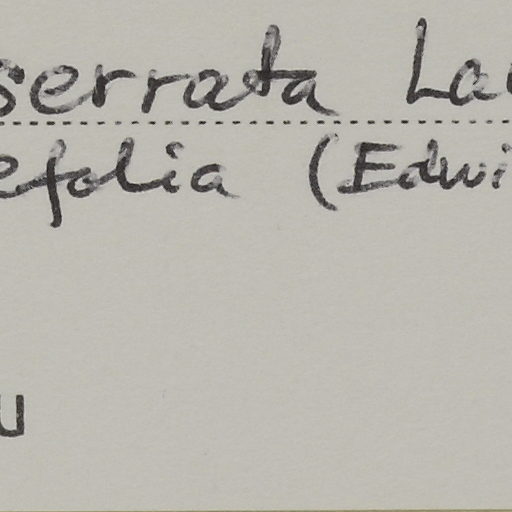 serrata La
efolia (Edwi
u